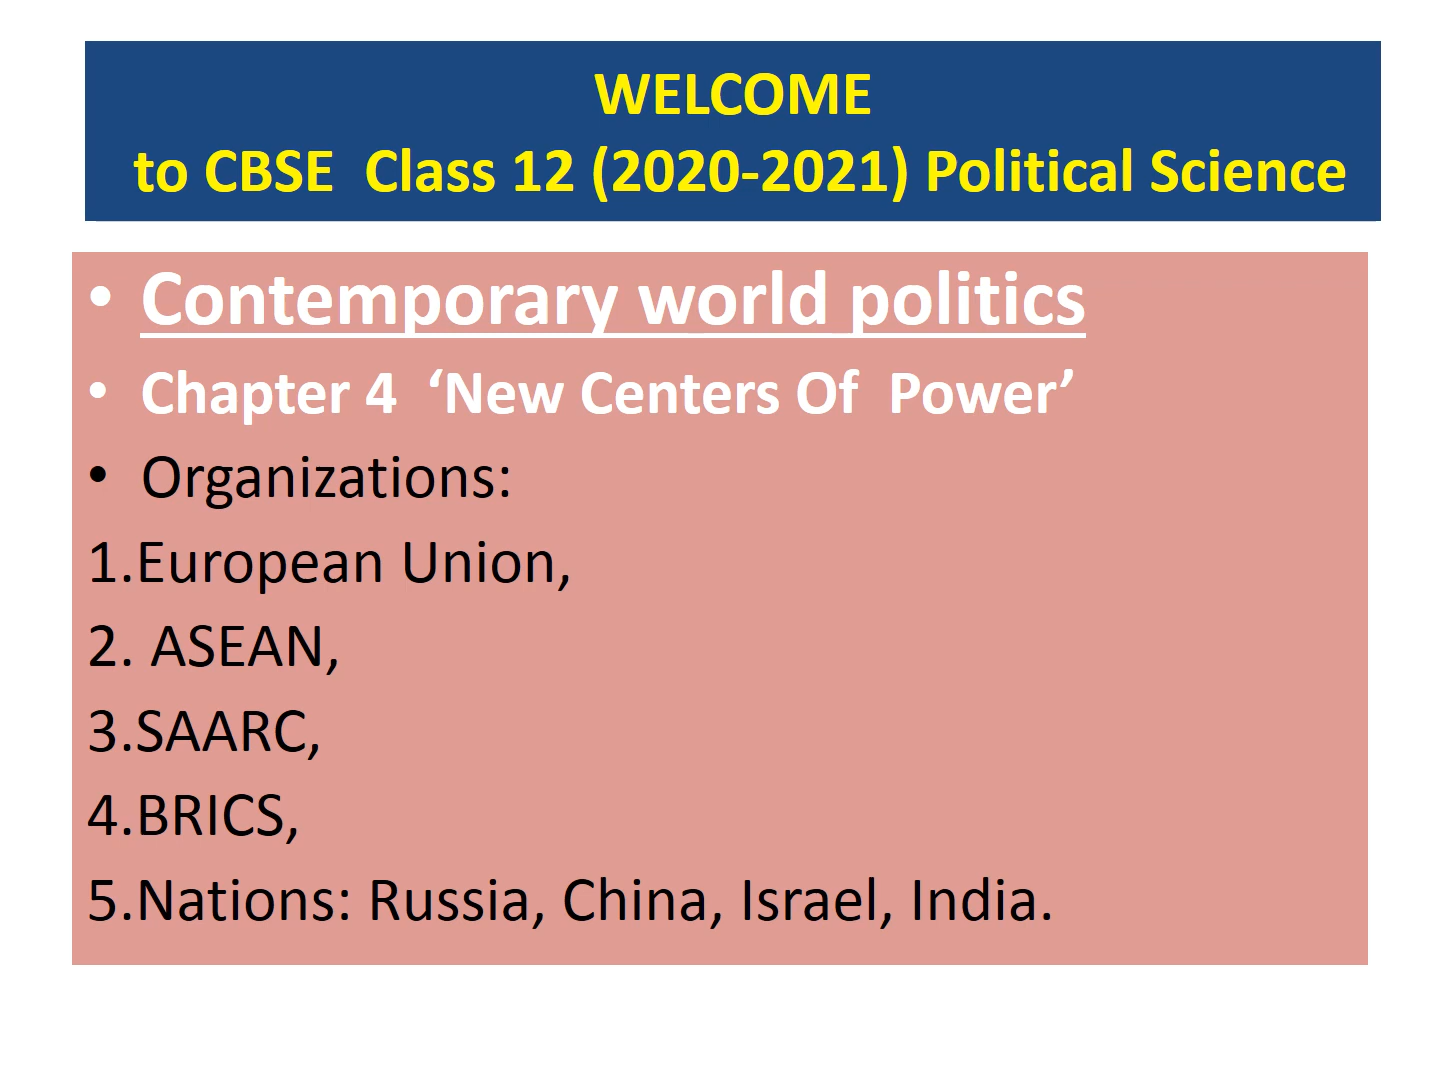 WELCOME
to CBSE  Class 12 (2020-2021) Political Science
• Contemporary world politics
• Chapter 4  ‘New Centers Of  Power’
• Organizations:
1.European Union,
2. ASEAN,
3.SAARC,
4.BRICS,
5.Nations: Russia, China, Israel, India.